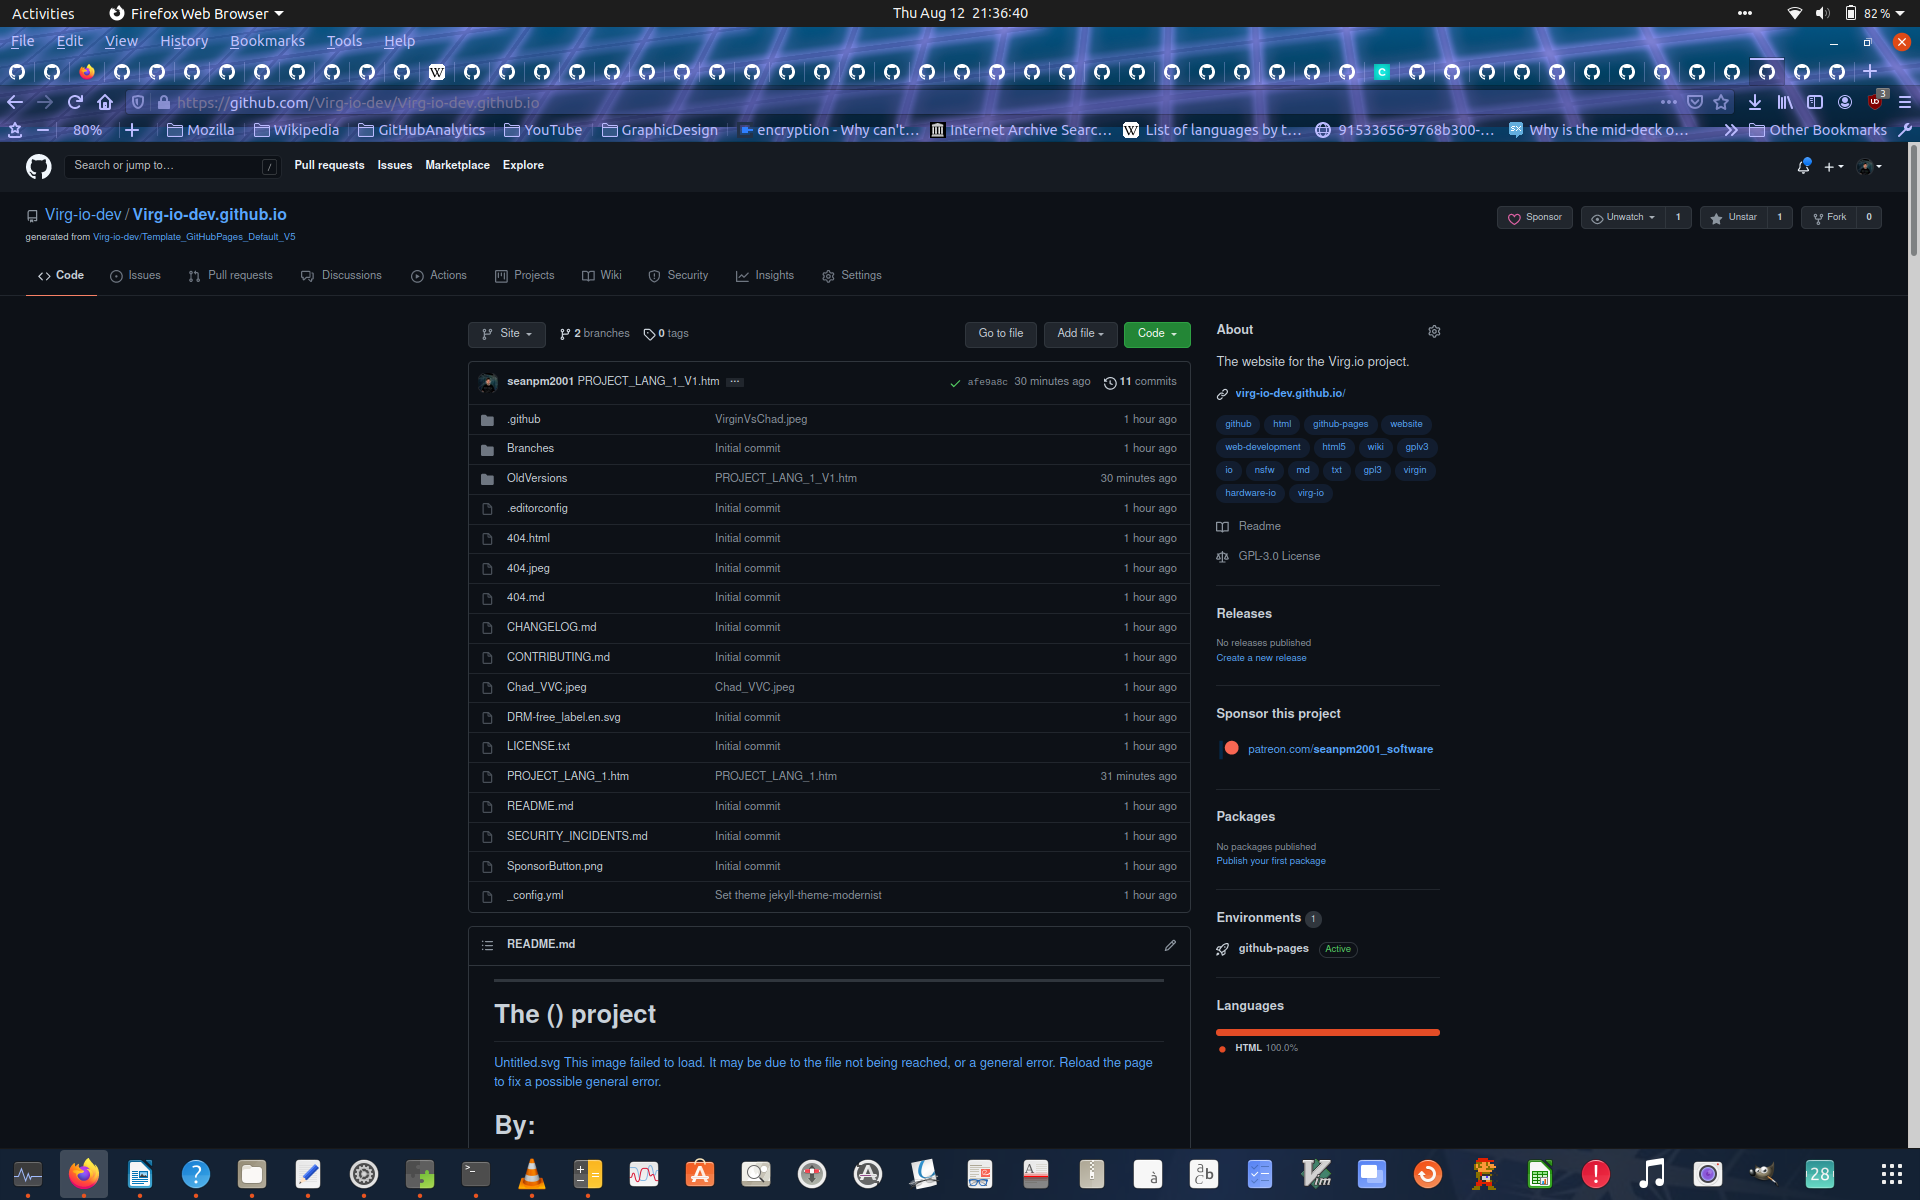 Activities Firefox Web Browser Thu Aug 12 21:36:40 82 %
File Edit View History Bookmarks Tools Help
https://github.com/Virg-io-dev/Virg-io-dev.github.io 3
80% Mozilla Wikipedia GitHubAnalytics YouTube GraphicDesign encryption - Why can't… Internet Archive Searc… List of languages by t… 91533656-9768b300-… Why is the mid-deck o… Other Bookmarks
Search or jump to… / Pull requests Issues Marketplace Explore
Virg-io-dev / Virg-io-dev.github.io Sponsor Unwatch 1 Unstar 1 Fork 0
generated from Virg-io-dev/Template_GitHubPages_Default_V5
Code Issues Pull requests Discussions Actions Projects Wiki Security Insights Settings
Site 2 branches 0 tags Go to file Add file Code
seanpm2001 PROJECT_LANG_1_V1.htm ... afe9a8c 30 minutes ago 11 commits
.github VirginVsChad.jpeg 1 hour ago
Branches Initial commit 1 hour ago
OldVersions PROJECT_LANG_1_V1.htm 30 minutes ago
.editorconfig Initial commit 1 hour ago
404.html Initial commit 1 hour ago
404.jpeg Initial commit 1 hour ago
404.md Initial commit 1 hour ago
CHANGELOG.md Initial commit 1 hour ago
CONTRIBUTING.md Initial commit 1 hour ago
Chad_VVC.jpeg Chad_VVC.jpeg 1 hour ago
DRM-free_label.en.svg Initial commit 1 hour ago
LICENSE.txt Initial commit 1 hour ago
PROJECT_LANG_1.htm PROJECT_LANG_1.htm 31 minutes ago
README.md Initial commit 1 hour ago
SECURITY_INCIDENTS.md Initial commit 1 hour ago
SponsorButton.png Initial commit 1 hour ago
_config.yml Set theme jekyll-theme-modernist 1 hour ago
README.md
The () project
Untitled.svg This image failed to load. It may be due to the file not being reached, or a general error. Reload the page
to fix a possible general error.
By:
About
The website for the Virg.io project.
virg-io-dev.github.io/
github html github-pages website
web-development html5 wiki gplv3
io nsfw md txt gpl3 virgin
hardware-io virg-io
Readme
GPL-3.0 License
Releases
No releases published
Create a new release
Sponsor this project
patreon.com/seanpm2001_software
Packages
No packages published
Publish your first package
Environments 1
github-pages Active
Languages
HTML 100.0%
28